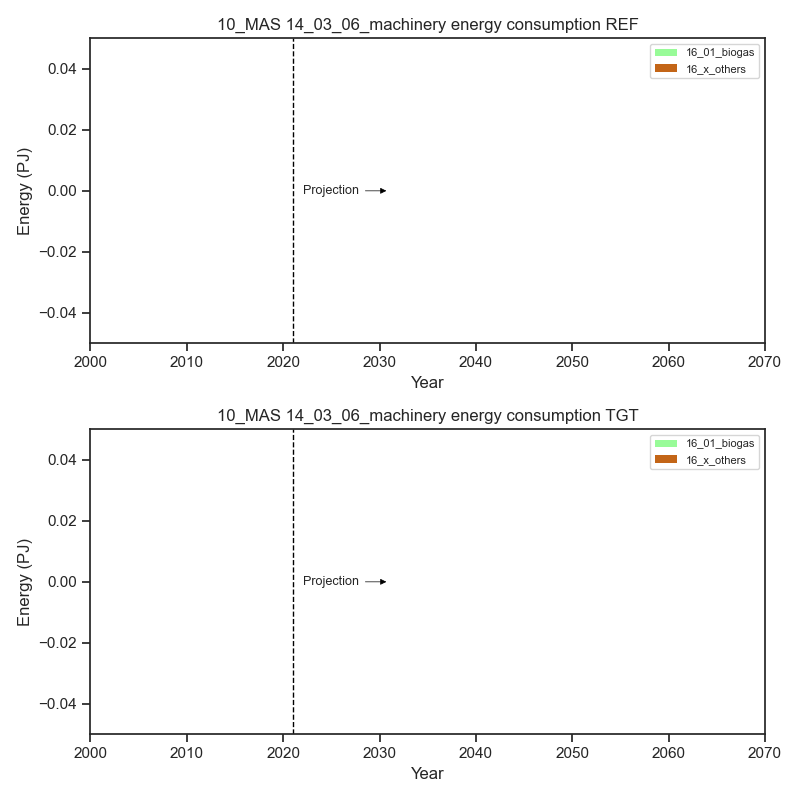 10_MAS 14_03_06_machinery energy consumption REF
16_01_biogas
16_x_others
Energy (PJ)
0.04
0.02
0.00
−0.02
−0.04
Projection
2000 2010 2020 2030 2040 2050 2060 2070
Year
10_MAS 14_03_06_machinery energy consumption TGT
16_01_biogas
16_x_others
Energy (PJ)
0.04
0.02
0.00
−0.02
−0.04
Projection
2000 2010 2020 2030 2040 2050 2060 2070
Year